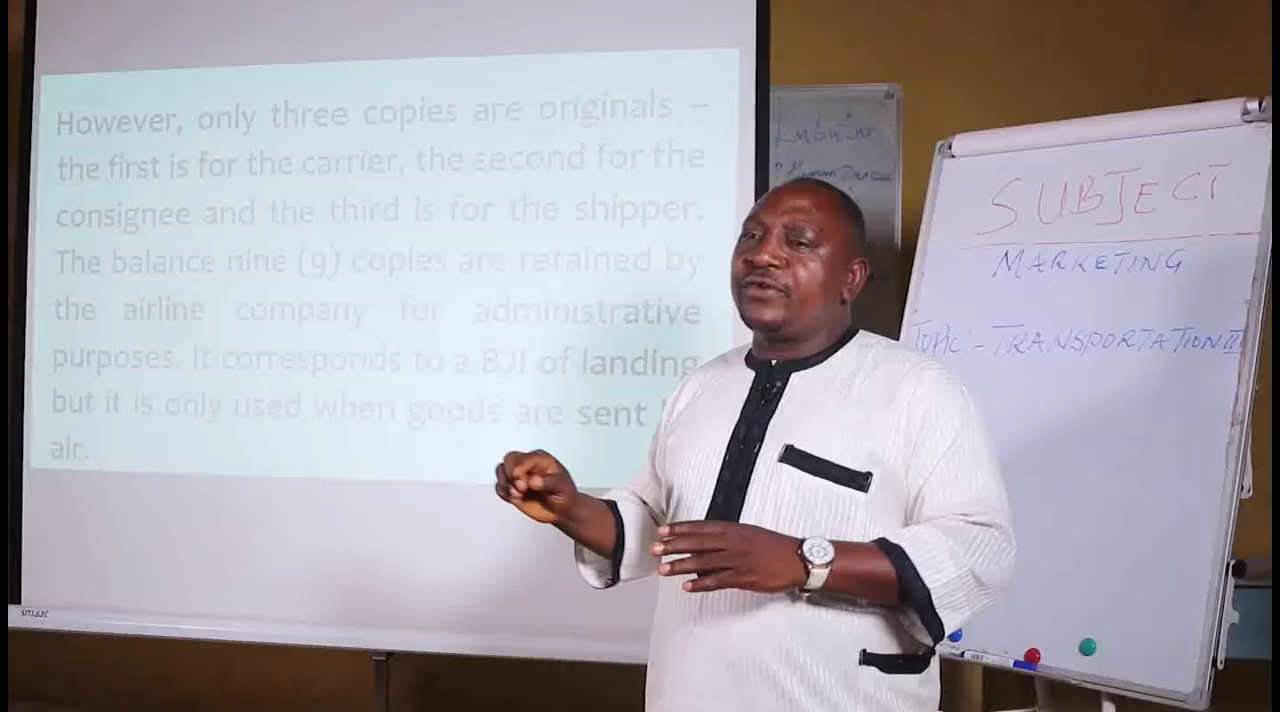 However, only three copies are originals –
the first is for the carrier, the second for the
consignee and the third is for the shipper.
The balance nine (9) copies are retained by
the airline company for administrative
purposes. It corresponds to a BJI of landing
but it is only used when goods are sent
air.
smaat
SUBJECT
MARKETING
TOPIC:- TRANSPORTATION II